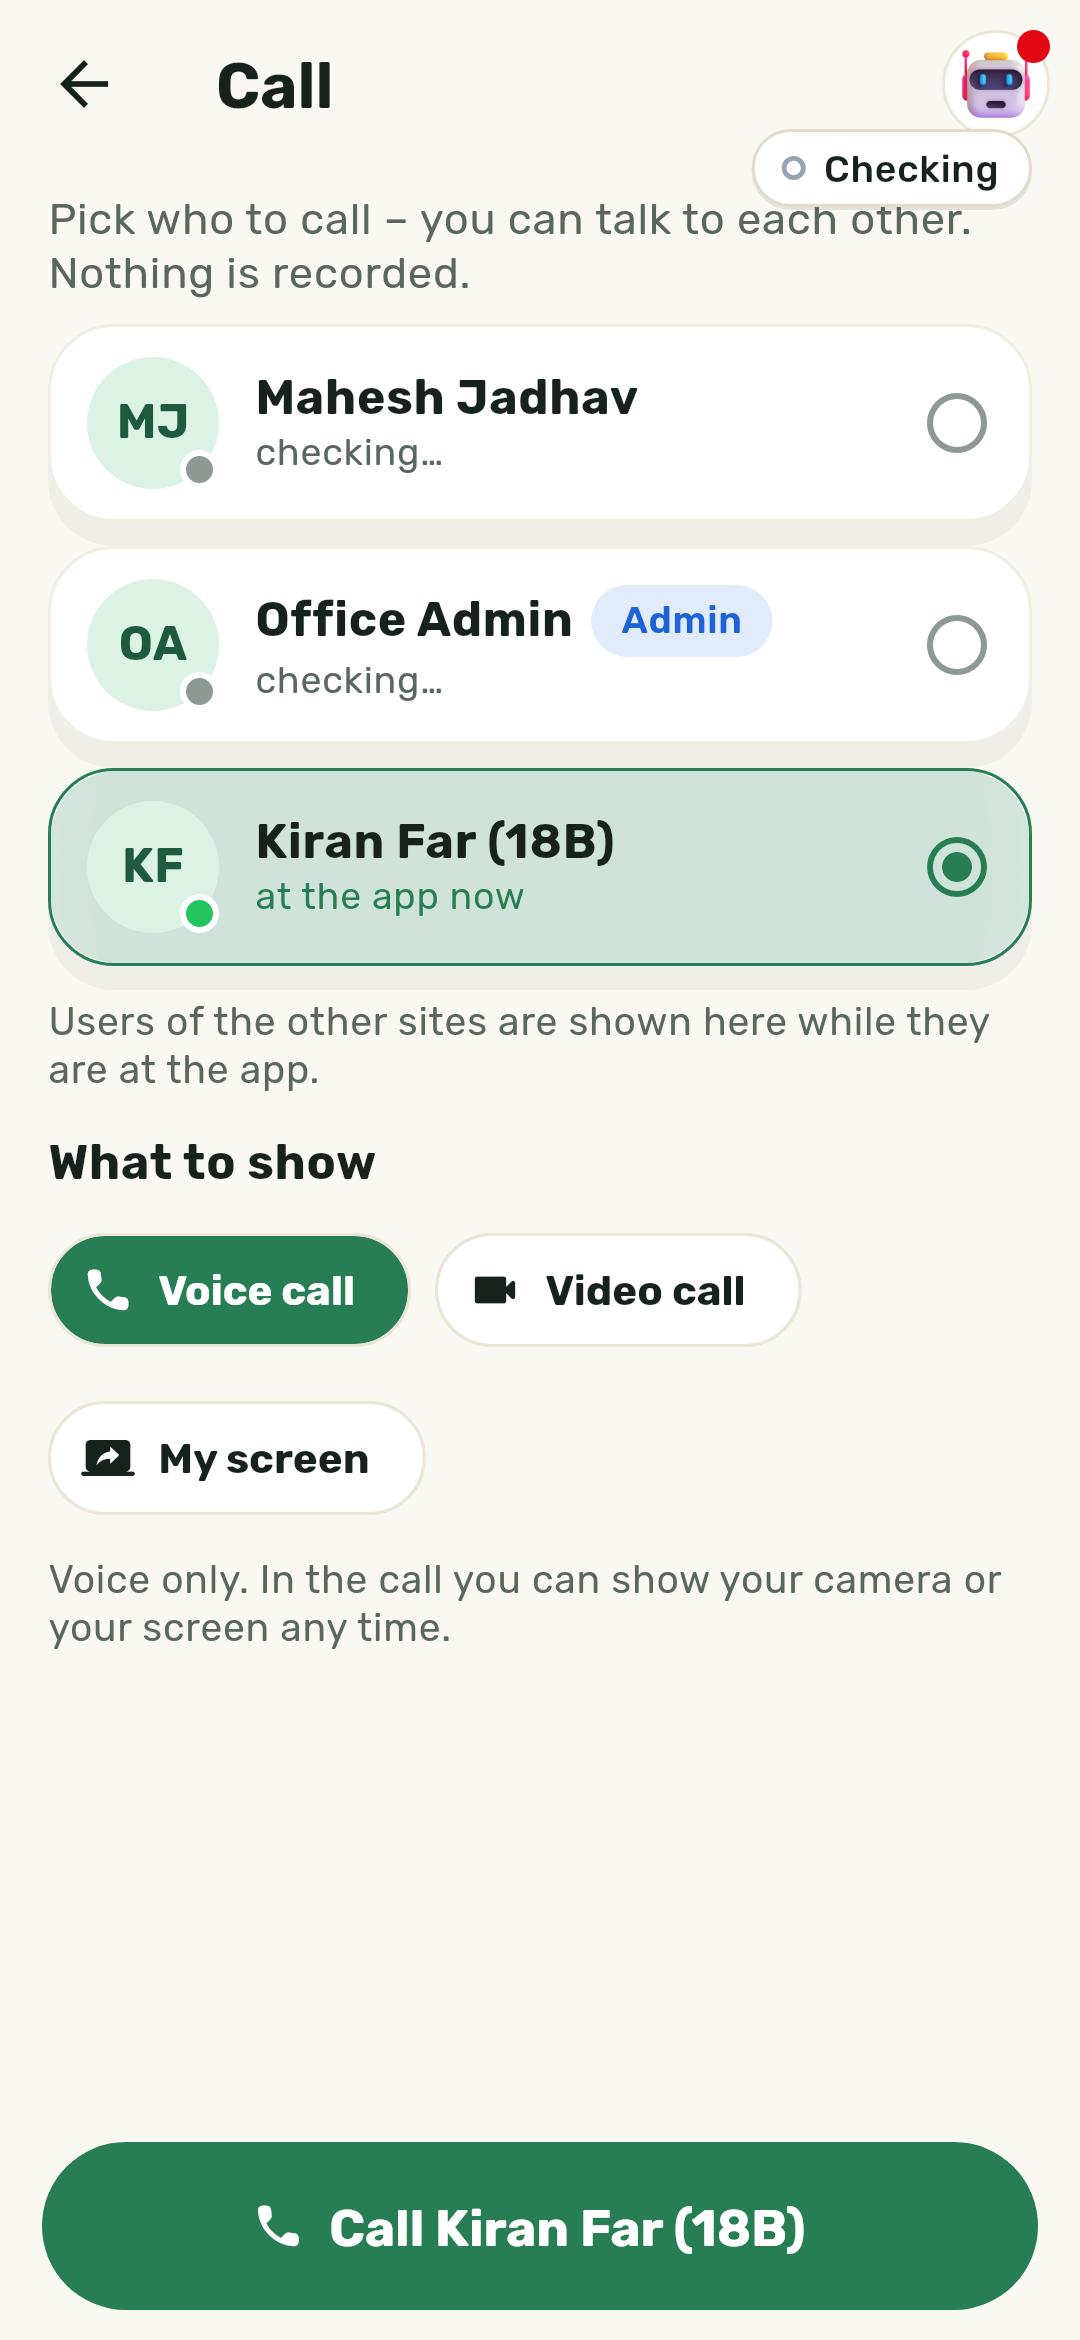 Call
Checking
Pick who to call – you can talk to each other.
Nothing is recorded.
MJ
Mahesh Jadhav
checking...
OA
Office Admin
Admin
checking...
KF
Kiran Far (18B)
at the app now
Users of the other sites are shown here while they
are at the app.
What to show
Voice call
Video call
My screen
Voice only. In the call you can show your camera or
your screen any time.
Call Kiran Far (18B)